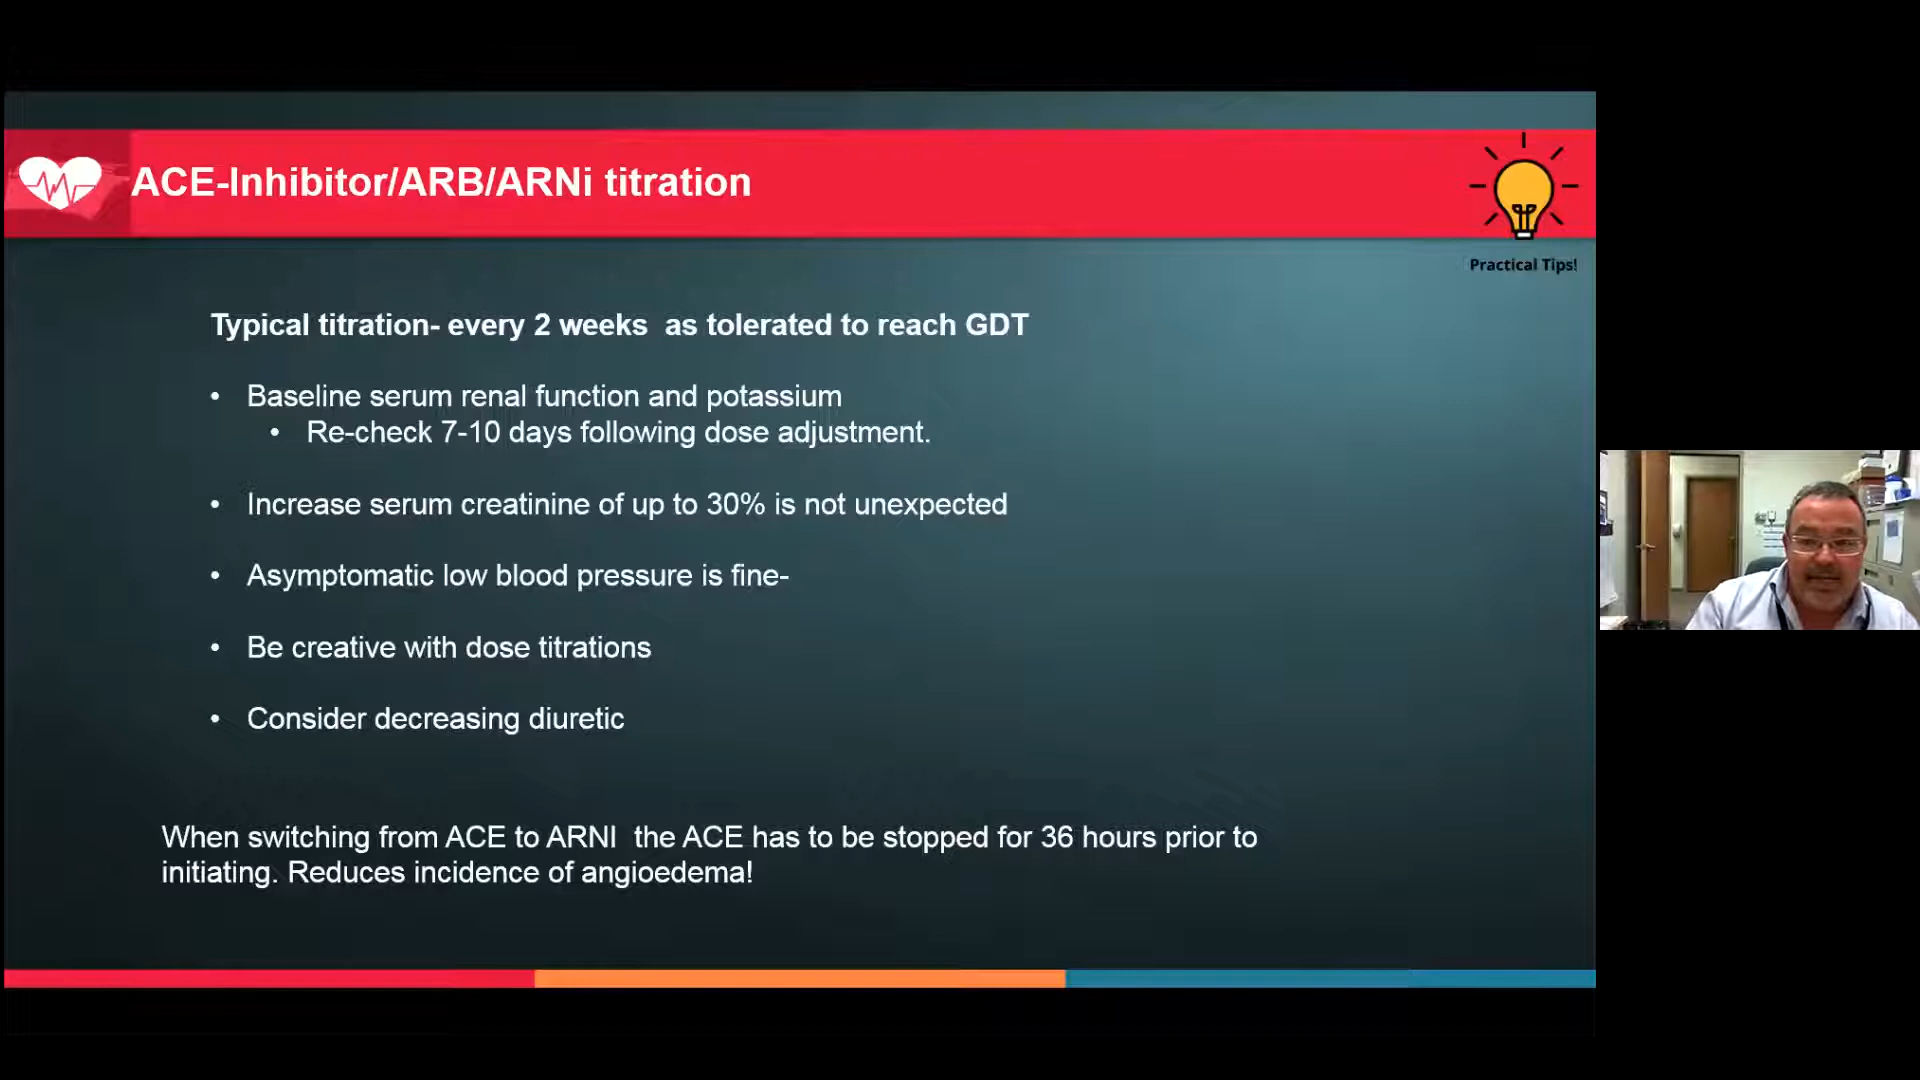 ACE-Inhibitor/ARB/ARNi titration
Practical Tips!
Typical titration- every 2 weeks  as tolerated to reach GDT
• Baseline serum renal function and potassium
• Re-check 7-10 days following dose adjustment.
• Increase serum creatinine of up to 30% is not unexpected
• Asymptomatic low blood pressure is fine-
• Be creative with dose titrations
• Consider decreasing diuretic
When switching from ACE to ARNI  the ACE has to be stopped for 36 hours prior to
initiating. Reduces incidence of angioedema!